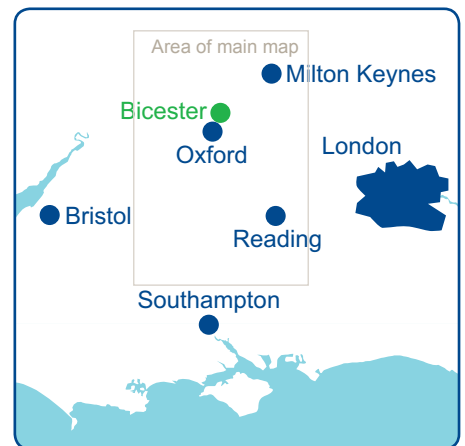 Area of main map
Milton Keynes
Bicester
Oxford
London
Bristol
Reading
Southampton